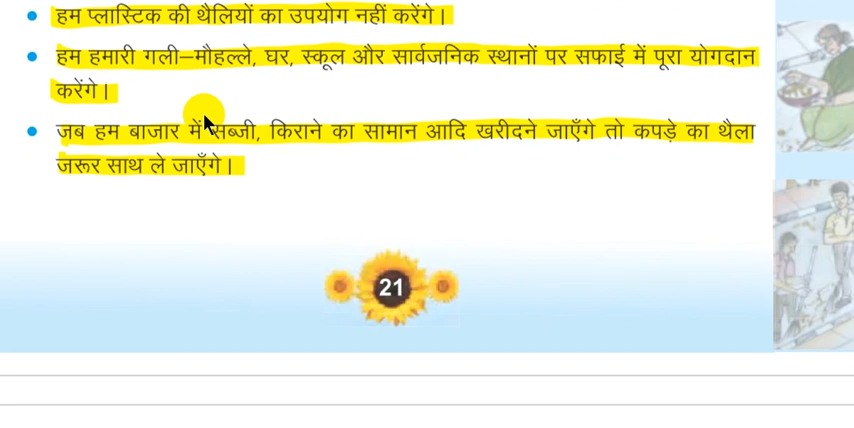 हम प्लास्टिक की थैलियों का उपयोग नहीं करेंगे।
हम हमारी गली–मौहल्ले, घर, स्कूल और सार्वजनिक स्थानों पर सफाई में पूरा योगदान
करेंगे।
जब हम बाजार में सब्जी, किराने का सामान आदि खरीदने जाएँगे तो कपड़े का थैला
जरूर साथ ले जाएँगे।
21